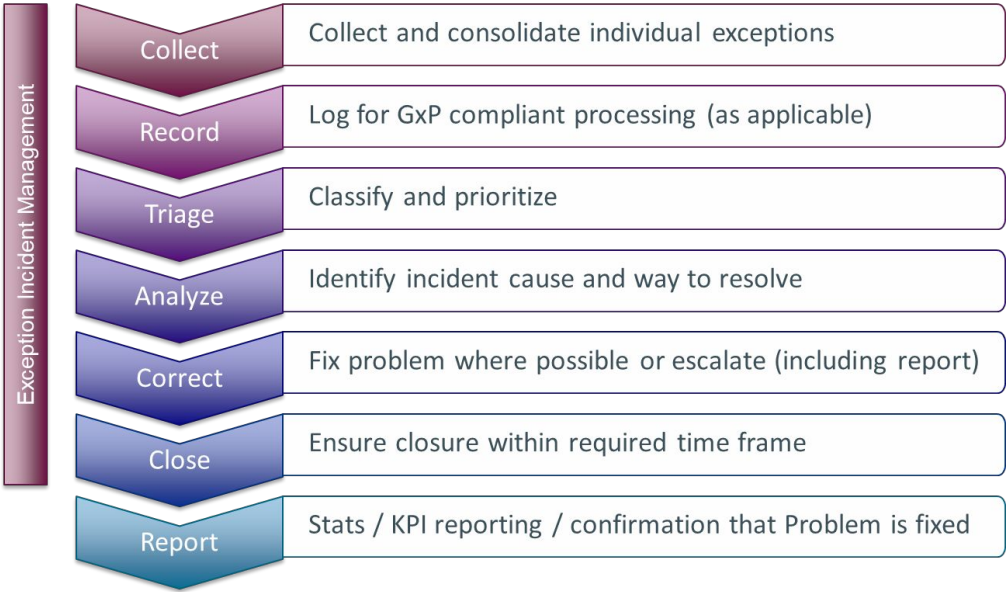 Exception Incident Management
Collect
Collect and consolidate individual exceptions
Record
Log for GxP compliant processing (as applicable)
Triage
Classify and prioritize
Analyze
Identify incident cause and way to resolve
Correct
Fix problem where possible or escalate (including report)
Close
Ensure closure within required time frame
Report
Stats / KPI reporting / confirmation that Problem is fixed